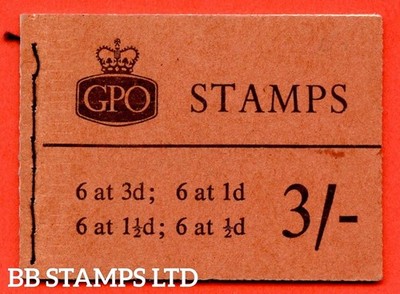 GPO STAMPS
6 at 3d; 6 at 1d
6 at 1½d; 6 at ½d
3/-
BB STAMPS LTD